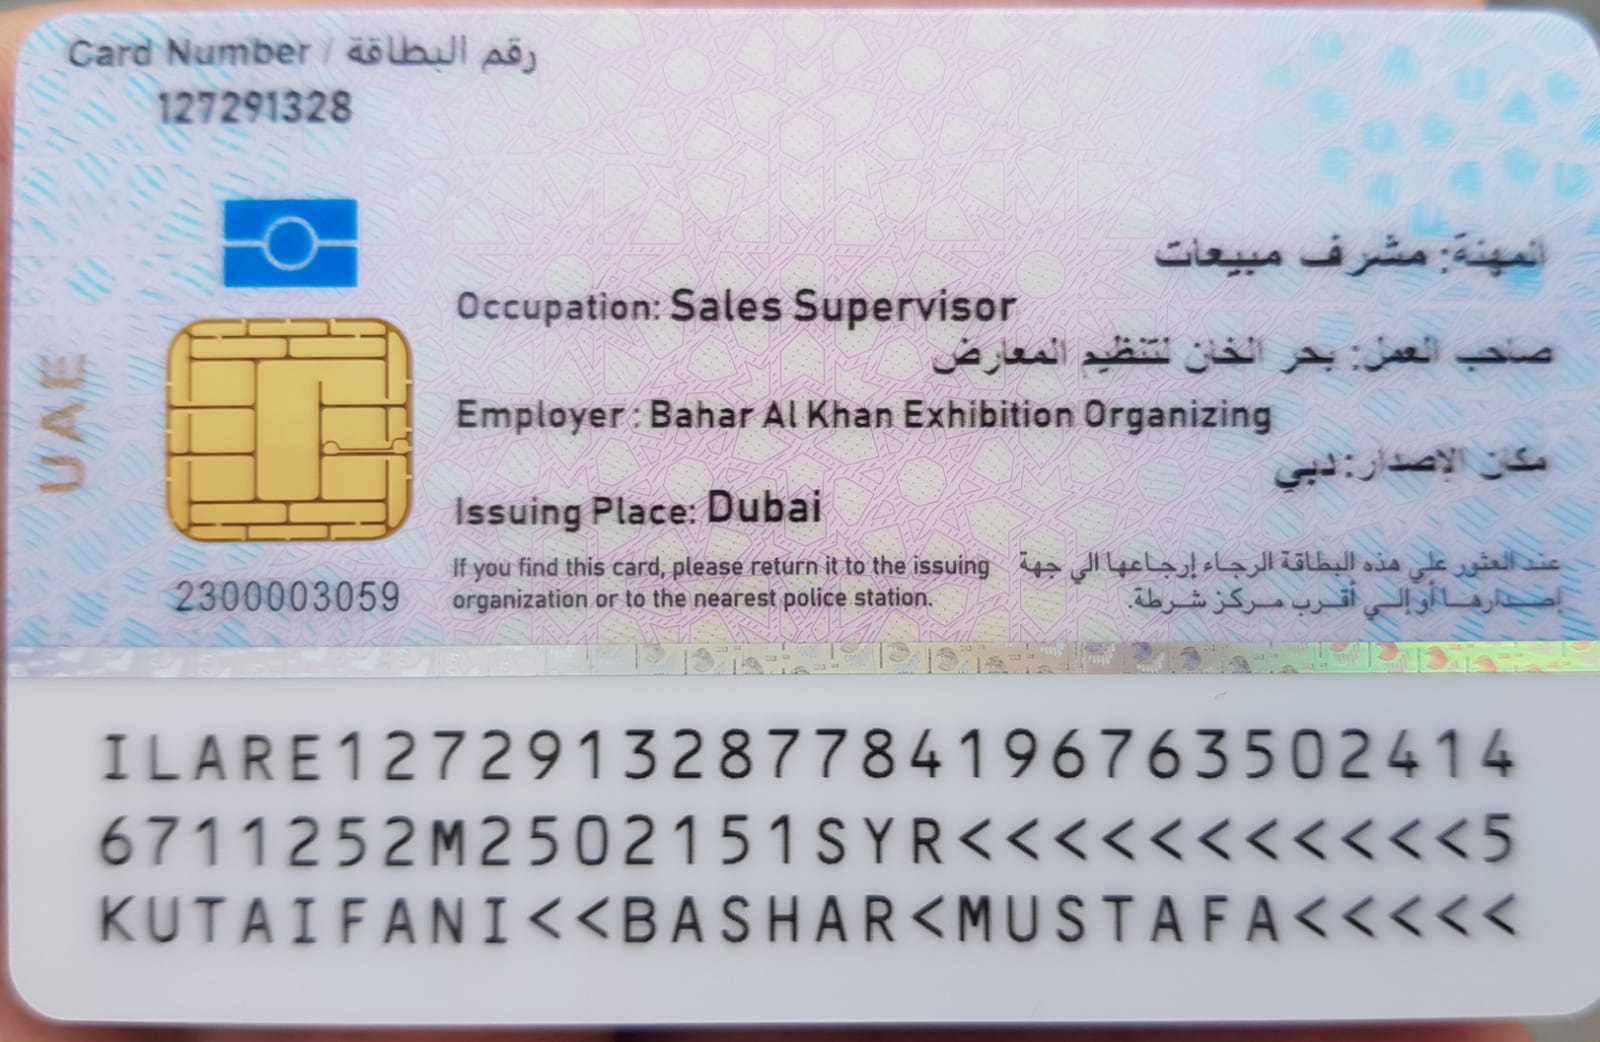 Card Number / رقم البطاقة
127291328
المهنة: مشرف مبيعات
Occupation: Sales Supervisor
صاحب العمل: بحر الخان لتنظيم المعارض
Employer : Bahar Al Khan Exhibition Organizing
مكان الإصدار: دبي
Issuing Place: Dubai
UAE
2300003059
If you find this card, please return it to the issuing
organization or to the nearest police station.
عند العثور علي هذه البطاقة الرجاء إرجاعها الي جهة
إصدارها أو إلي أقرب مركز شرطة.
ILARE1272913287784196763502414
6711252M2502151SYR<<<<<<<<<<<5
KUTAIFANI<<BASHAR<MUSTAFA<<<<<